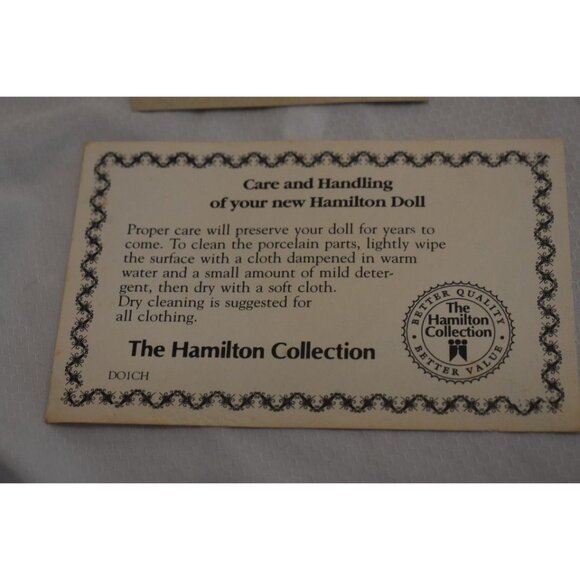 Care and Handling
of your new Hamilton Doll
Proper care will preserve your doll for years to
come. To clean the porcelain parts, lightly wipe
the surface with a cloth dampened in warm
water and a small amount of mild deter-
gent, then dry with a soft cloth.
Dry cleaning is suggested for
all clothing.
The Hamilton Collection
DO1CH
BETTER QUALITY
The
Hamilton
Collection
BETTER VALUE